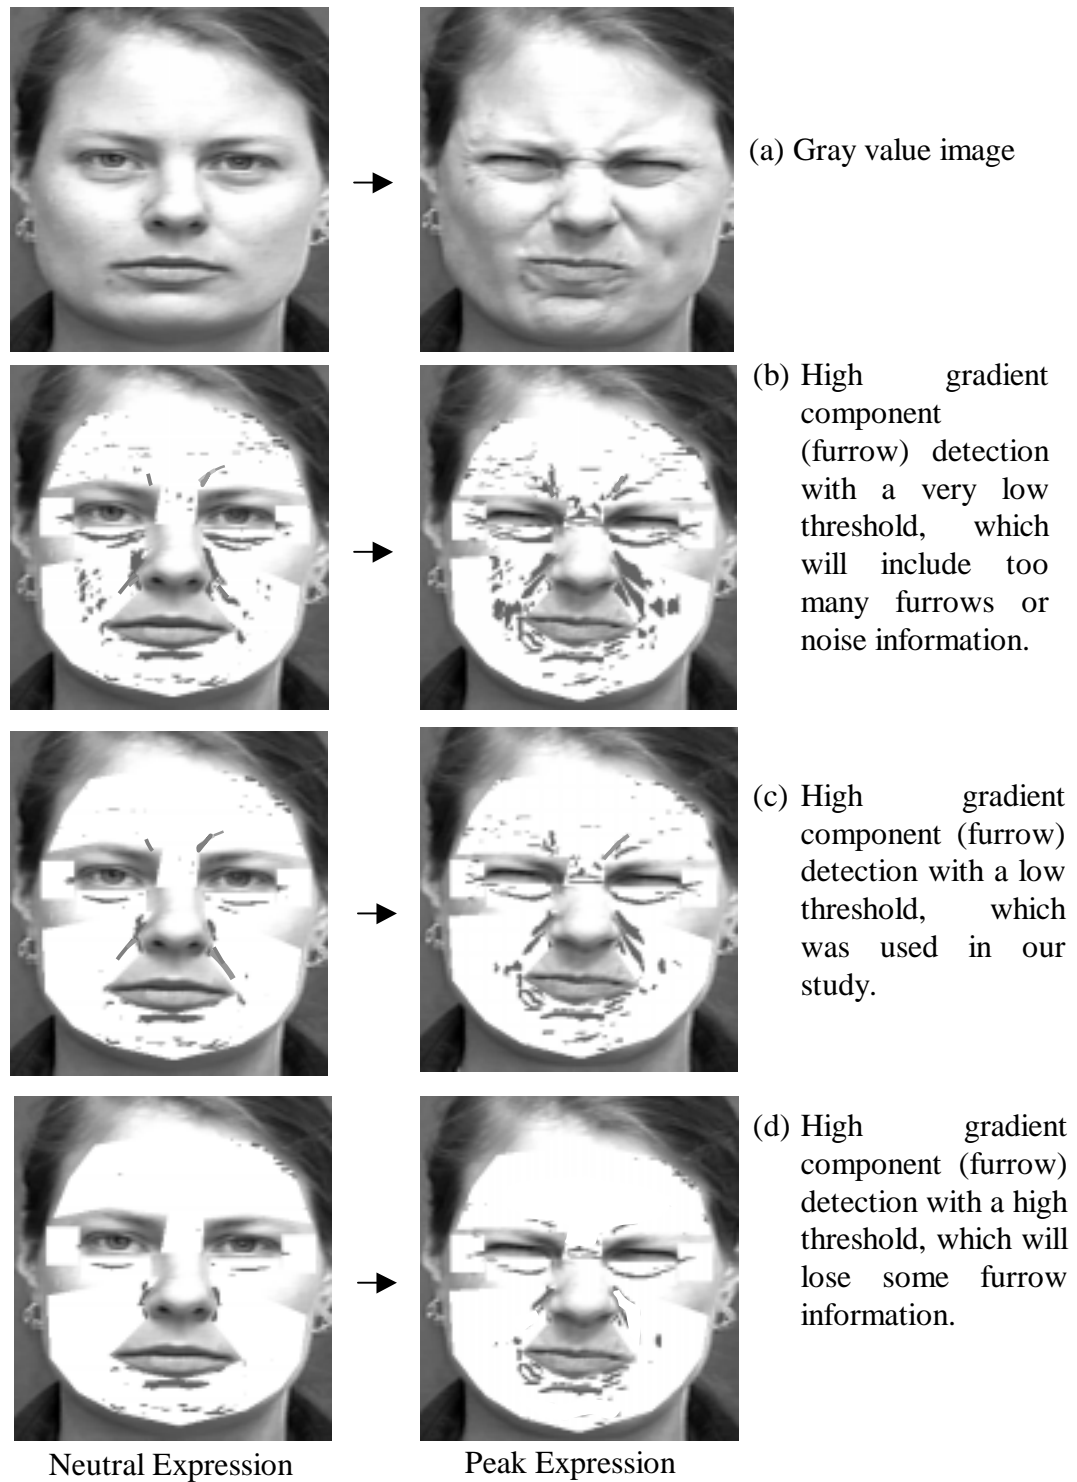 (a) Gray value image
(b) High gradient
component
(furrow) detection
with a very low
threshold, which
will include too
many furrows or
noise information.
(c) High gradient
component (furrow)
detection with a low
threshold, which
was used in our
study.
(d) High gradient
component (furrow)
detection with a high
threshold, which will
lose some furrow
information.
Neutral Expression
Peak Expression